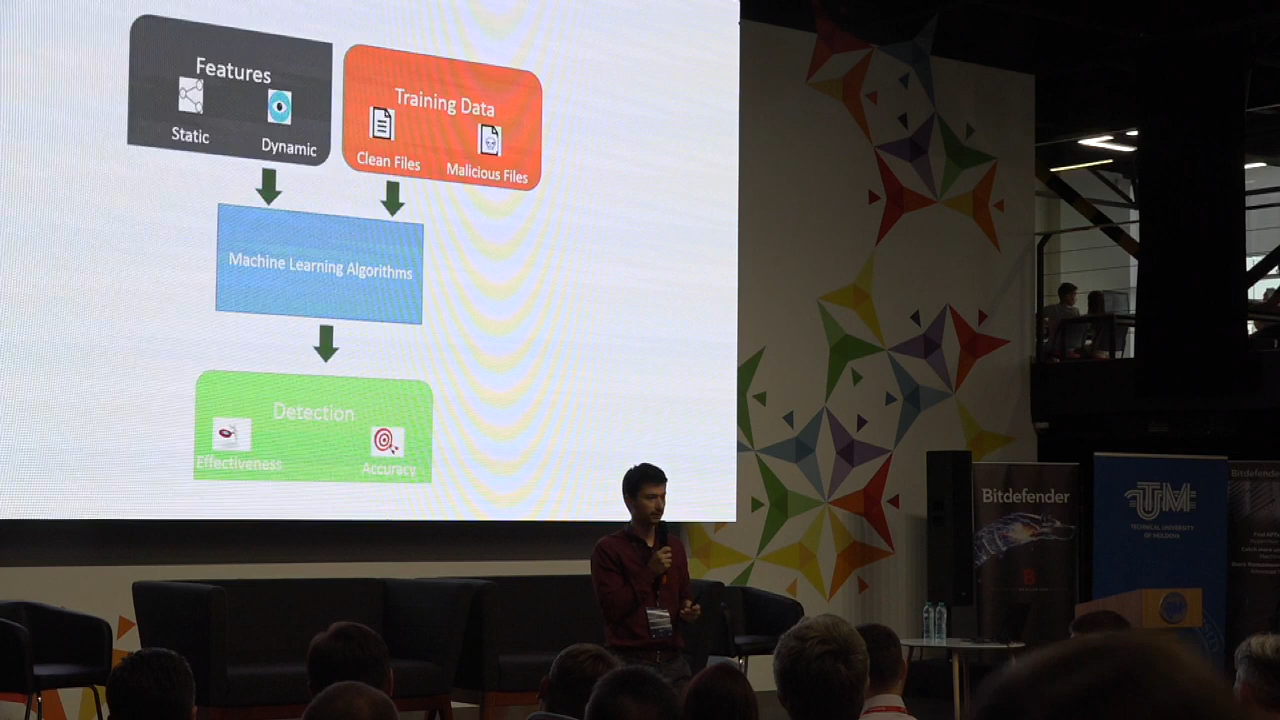 Features
Static
Dynamic
Training Data
Clean Files
Malicious Files
Machine Learning Algorithms
Detection
Effectiveness
Accuracy
Bitdefender
UTM
TECHNICAL UNIVERSITY
OF MOLDOVA
Bitdefender